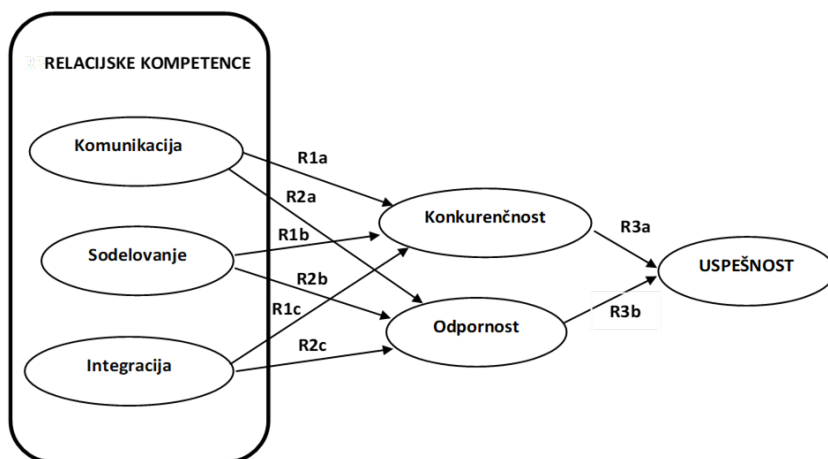 RELACIJSKE KOMPETENCE
Komunikacija
R1a
R2a
Konkurenčnost
R3a
Sodelovanje
R1b
R2b
USPEŠNOST
R1c
R3b
Odpornost
R2c
Integracija